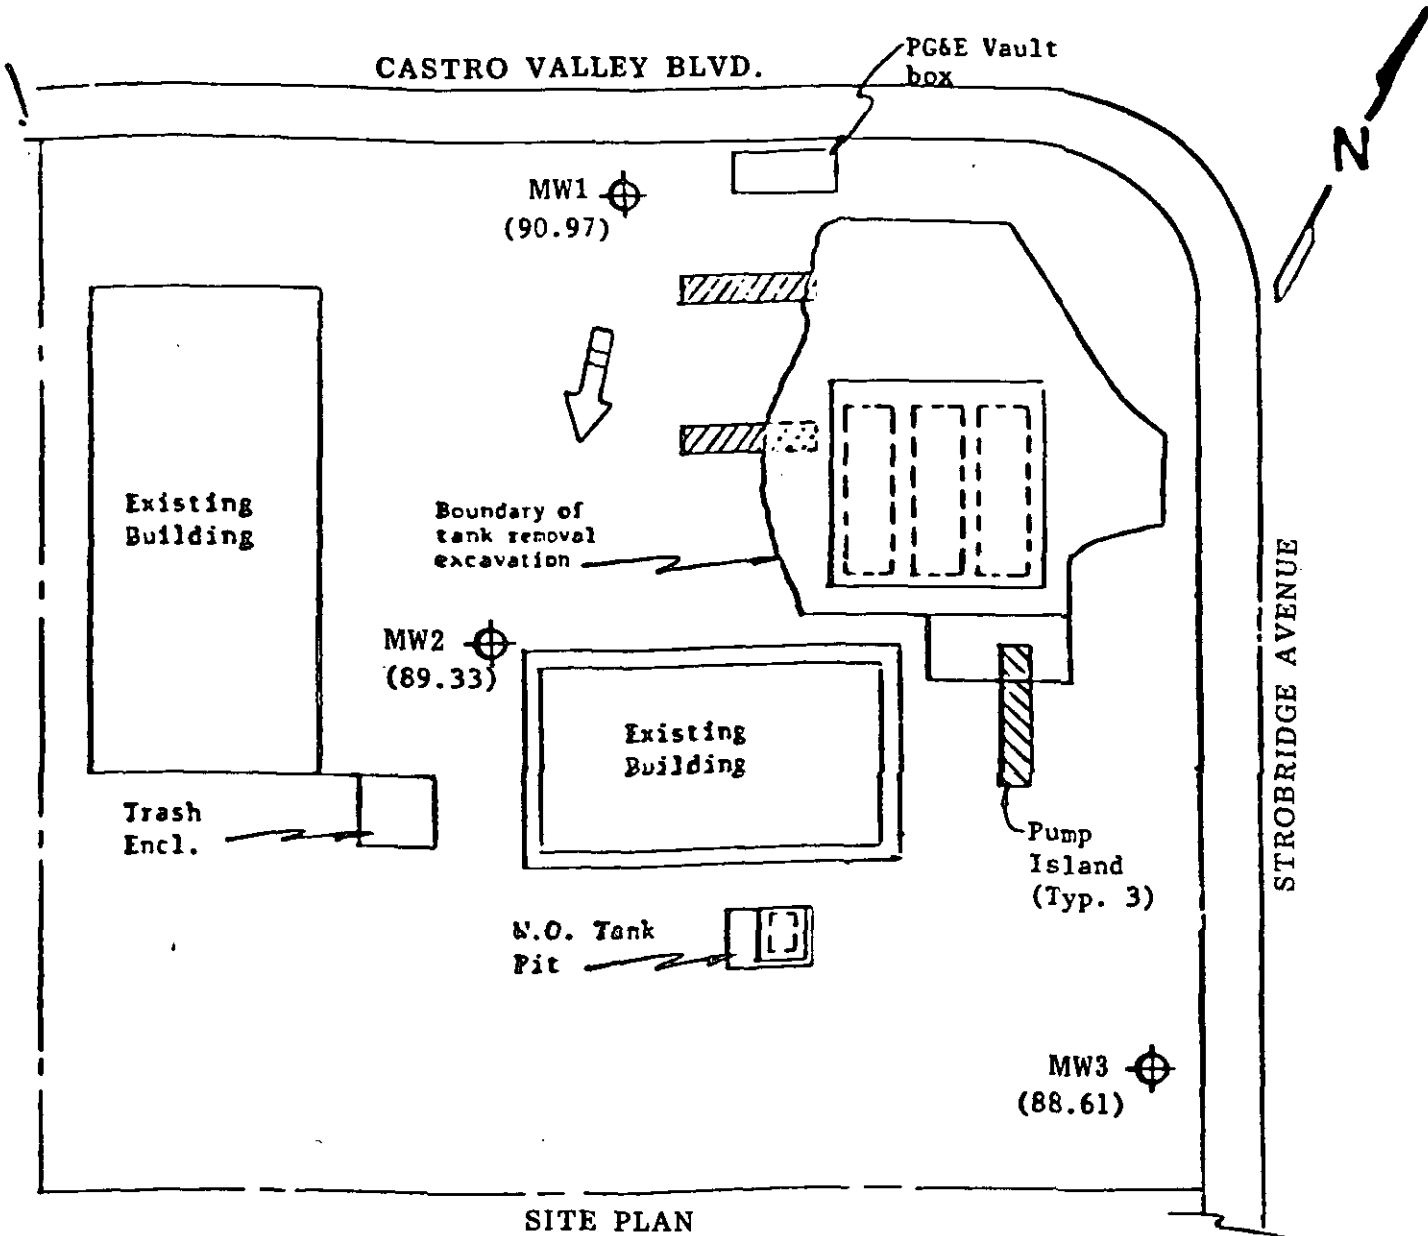 CASTRO VALLEY BLVD.
PG&E Vault
box
N
MW1
(90.97)
Existing
Building
Boundary of
tank removal
excavation
STROBRIDGE AVENUE
MW2
(89.33)
Existing
Building
Trash
Encl.
Pump
Island
(Typ. 3)
W.O. Tank
Pit
MW3
(88.61)
SITE PLAN